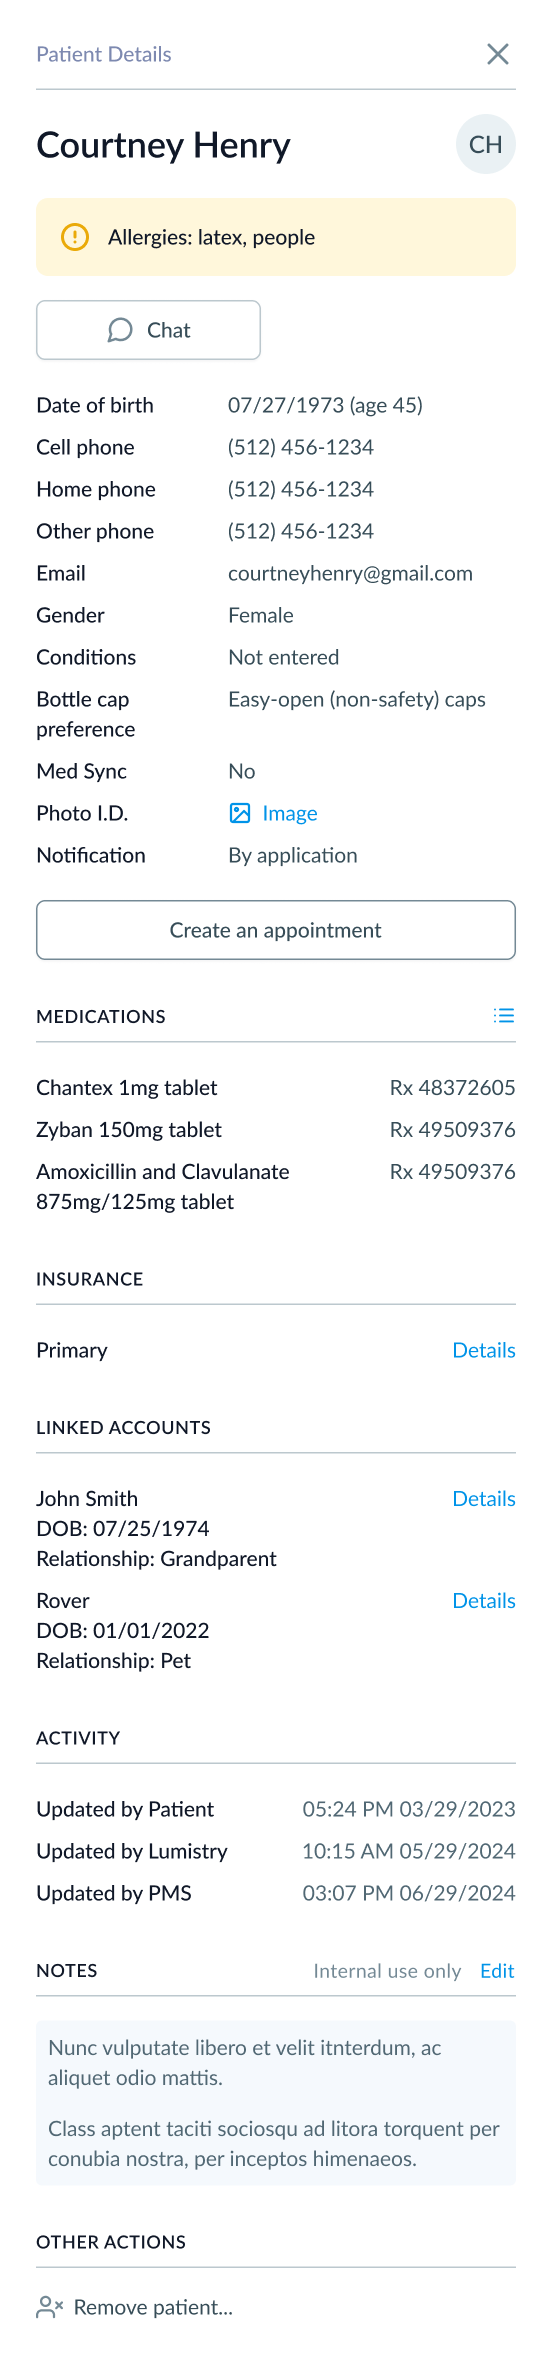 Patient Details
Courtney Henry
CH
Allergies: latex, people
Chat
Date of birth 07/27/1973 (age 45)
Cell phone (512) 456-1234
Home phone (512) 456-1234
Other phone (512) 456-1234
Email courtneyhenry@gmail.com
Gender Female
Conditions Not entered
Bottle cap Easy-open (non-safety) caps
preference
Med Sync No
Photo I.D. Image
Notification By application
Create an appointment
MEDICATIONS
Chantex 1mg tablet Rx 48372605
Zyban 150mg tablet Rx 49509376
Amoxicillin and Clavulanate Rx 49509376
875mg/125mg tablet
INSURANCE
Primary Details
LINKED ACCOUNTS
John Smith Details
DOB: 07/25/1974
Relationship: Grandparent
Rover Details
DOB: 01/01/2022
Relationship: Pet
ACTIVITY
Updated by Patient 05:24 PM 03/29/2023
Updated by Lumistry 10:15 AM 05/29/2024
Updated by PMS 03:07 PM 06/29/2024
NOTES Internal use only Edit
Nunc vulputate libero et velit itnterdum, ac
aliquet odio mattis.
Class aptent taciti sociosqu ad litora torquent per
conubia nostra, per inceptos himenaeos.
OTHER ACTIONS
Remove patient...